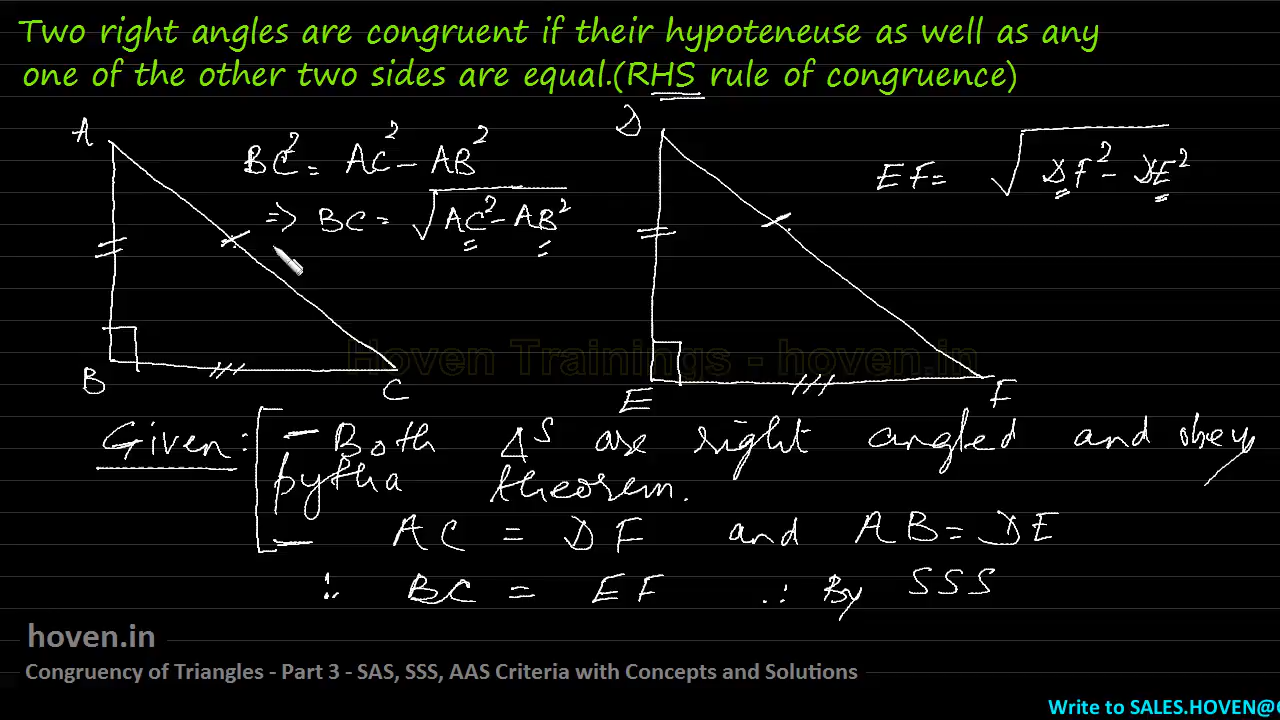 Two right angles are congruent if their hypoteneuse as well as any
one of the other two sides are equal.(RHS rule of congruence)
A
BC² = AC² - AB²
=> BC = √AC² - AB²
D
EF = √DF² - DE²
B
C
E
F
Hoven Trainings - hoven.in
Given: - Both Δs are right angled and obey
pytha theorem.
- AC = DF and AB = DE
∴ BC = EF ∴ By SSS
hoven.in
Congruency of Triangles - Part 3 - SAS, SSS, AAS Criteria with Concepts and Solutions
Write to SALES.HOVEN@